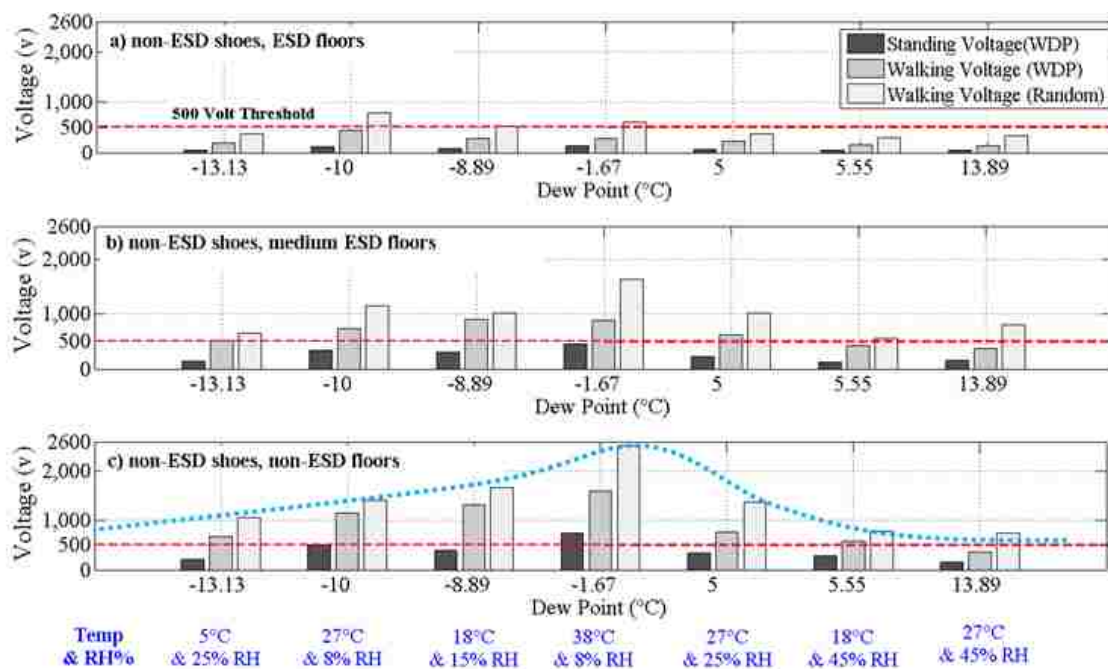 a) non-ESD shoes, ESD floors
Standing Voltage(WDP)
Walking Voltage (WDP)
Walking Voltage (Random)
500 Volt Threshold
Voltage (v)
2600
2,000
1,000
500
0
-13.13 -10 -8.89 -1.67 5 5.55 13.89
Dew Point (°C)
b) non-ESD shoes, medium ESD floors
Voltage (v)
2600
2,000
1,000
500
0
-13.13 -10 -8.89 -1.67 5 5.55 13.89
Dew Point (°C)
c) non-ESD shoes, non-ESD floors
Voltage (v)
2600
2,000
1,000
500
0
-13.13 -10 -8.89 -1.67 5 5.55 13.89
Dew Point (°C)
Temp 5°C 27°C 18°C 38°C 27°C 18°C 27°C
& RH% & 25% RH & 8% RH & 15% RH & 8% RH & 25% RH & 45% RH & 45% RH